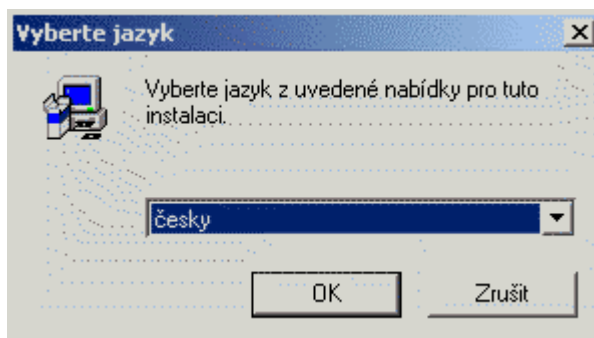 Vyberte jazyk
Vyberte jazyk z uvedené nabídky pro tuto
instalaci.
česky
OK
Zrušit